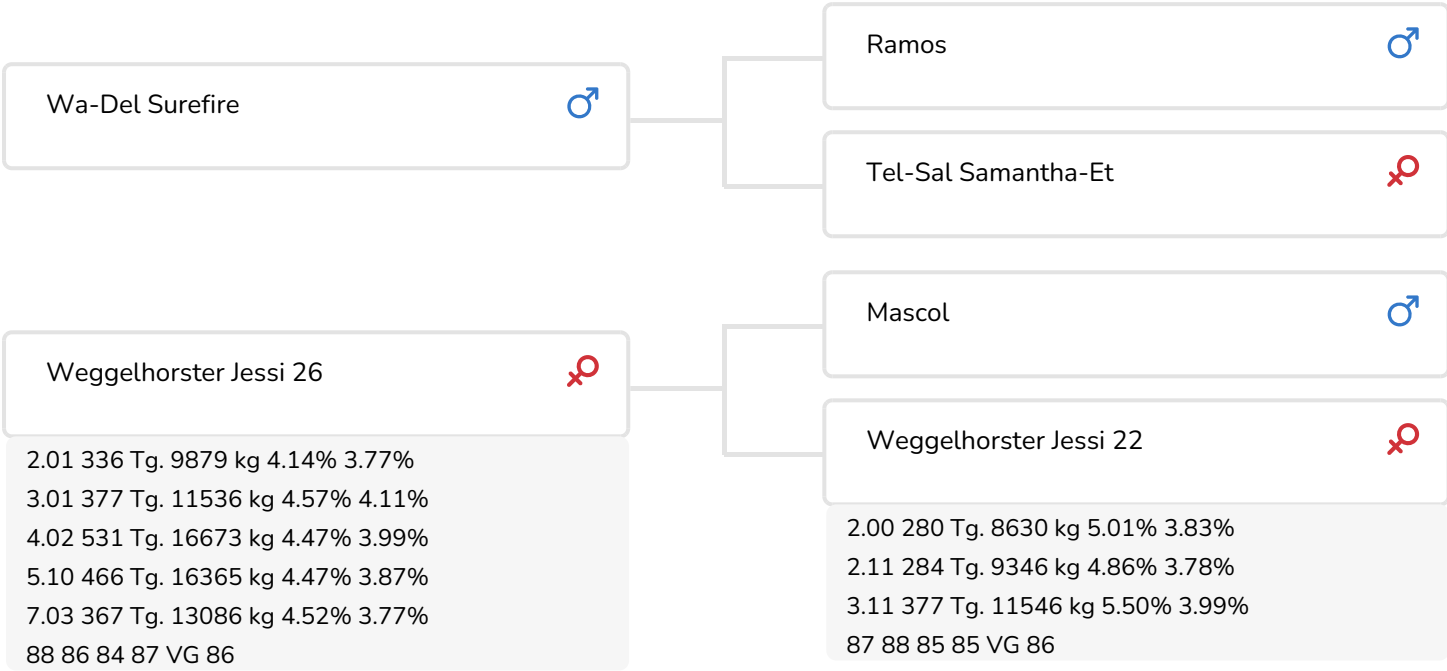 Wa-Del Surefire
Ramos
Tel-Sal Samantha-Et
Weggelhorster Jessi 26
2.01 336 Tg. 9879 kg 4.14% 3.77%
3.01 377 Tg. 11536 kg 4.57% 4.11%
4.02 531 Tg. 16673 kg 4.47% 3.99%
5.10 466 Tg. 16365 kg 4.47% 3.87%
7.03 367 Tg. 13086 kg 4.52% 3.77%
88 86 84 87 VG 86
Mascol
Weggelhorster Jessi 22
2.00 280 Tg. 8630 kg 5.01% 3.83%
2.11 284 Tg. 9346 kg 4.86% 3.78%
3.11 377 Tg. 11546 kg 5.50% 3.99%
87 88 85 85 VG 86